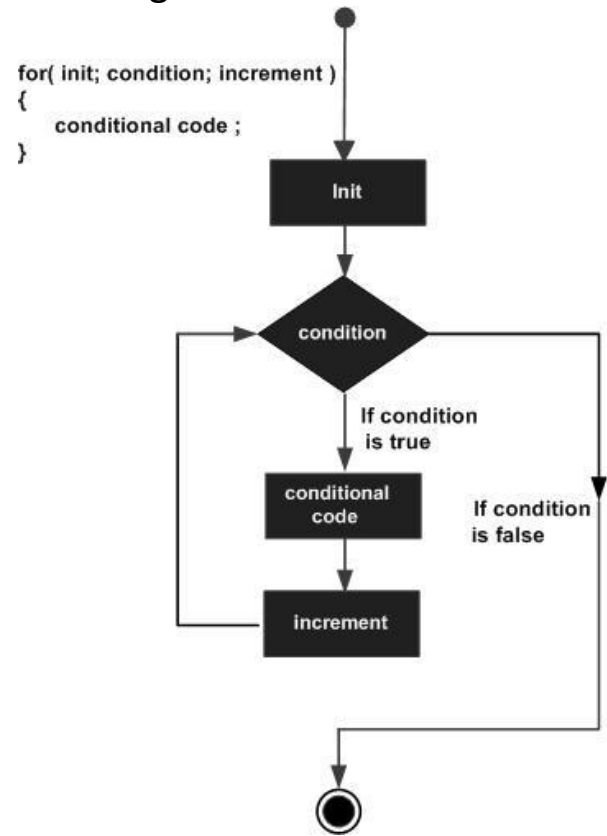 for( init; condition; increment )
{
conditional code ;
}
Init
condition
If condition
is true
conditional
code
If condition
is false
increment